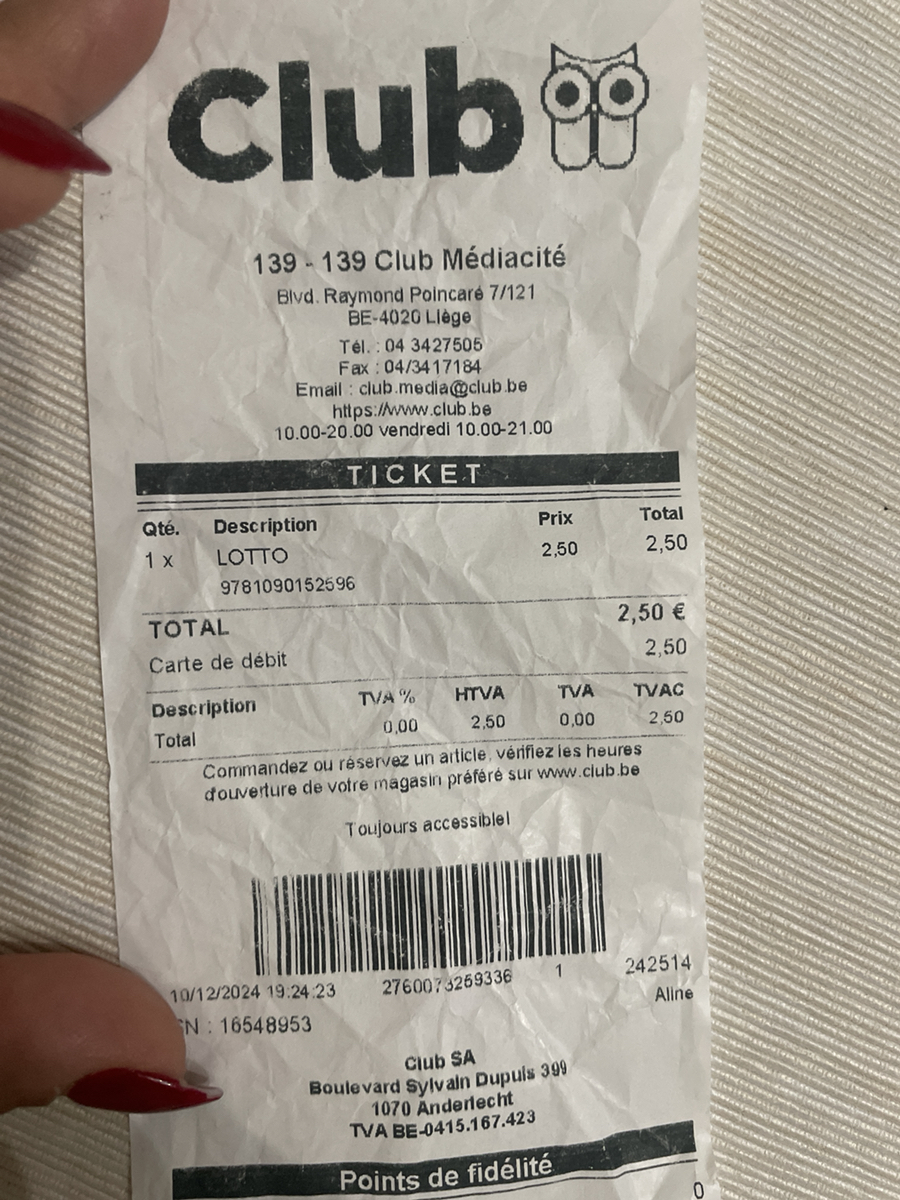 Club
139 - 139 Club Médiacité
Blvd. Raymond Poincaré 7/121
BE-4020 Liège
Tél. : 04 3427505
Fax : 04/3417184
Email : club.media@club.be
https://www.club.be
10.00-20.00 vendredi 10.00-21.00
TICKET
Qté. Description Prix Total
1 x LOTTO 2,50 2,50
9781090152596
TOTAL 2,50 €
Carte de débit 2,50
Description TVA % HTVA TVA TVAC
Total 0,00 2,50 0,00 2,50
Commandez ou réservez un article, vérifiez les heures
d'ouverture de votre magasin préféré sur www.club.be
Toujours accessible!
10/12/2024 19:24:23 2760073269336 1 242514
Aline
: 16548953
Club SA
Boulevard Sylvain Dupuis 399
1070 Anderlecht
TVA BE-0415.167.423
Points de fidélité
0